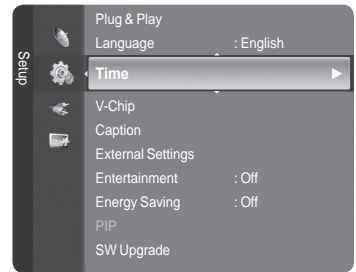 Setup
Plug & Play
Language : English
Time
V-Chip
Caption
External Settings
Entertainment : Off
Energy Saving : Off
PIP
SW Upgrade